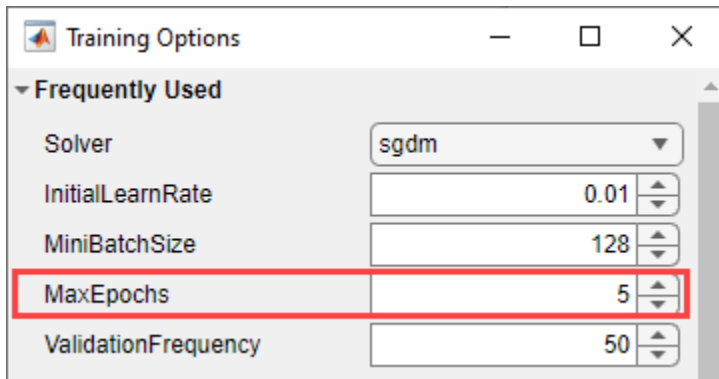 Training Options
Frequently Used
Solver sgdm
InitialLearnRate 0.01
MiniBatchSize 128
MaxEpochs 5
ValidationFrequency 50